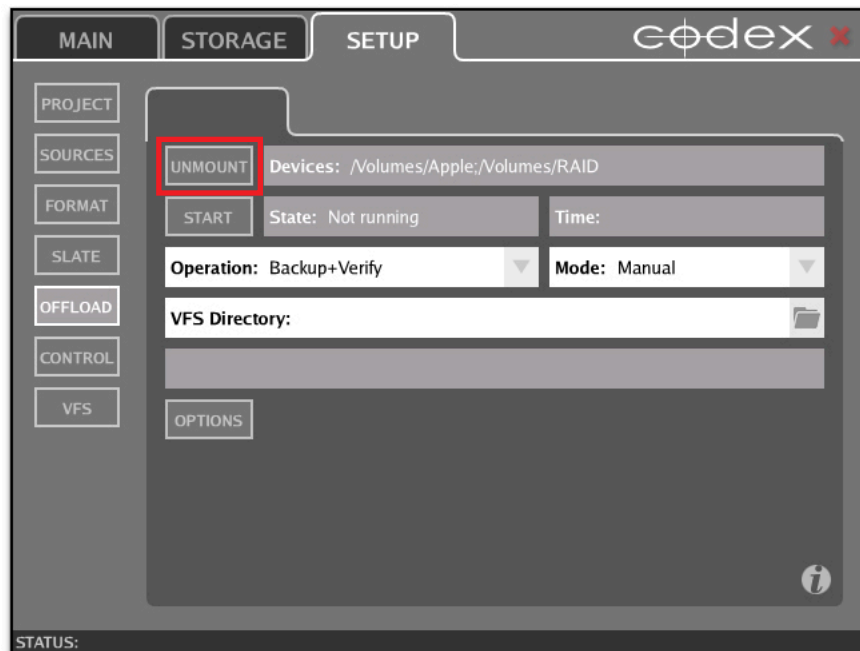 MAIN STORAGE SETUP codex
PROJECT
SOURCES
FORMAT
SLATE
OFFLOAD
CONTROL
VFS
UNMOUNT Devices: /Volumes/Apple;/Volumes/RAID
START State: Not running Time:
Operation: Backup+Verify Mode: Manual
VFS Directory:
OPTIONS
i
STATUS: